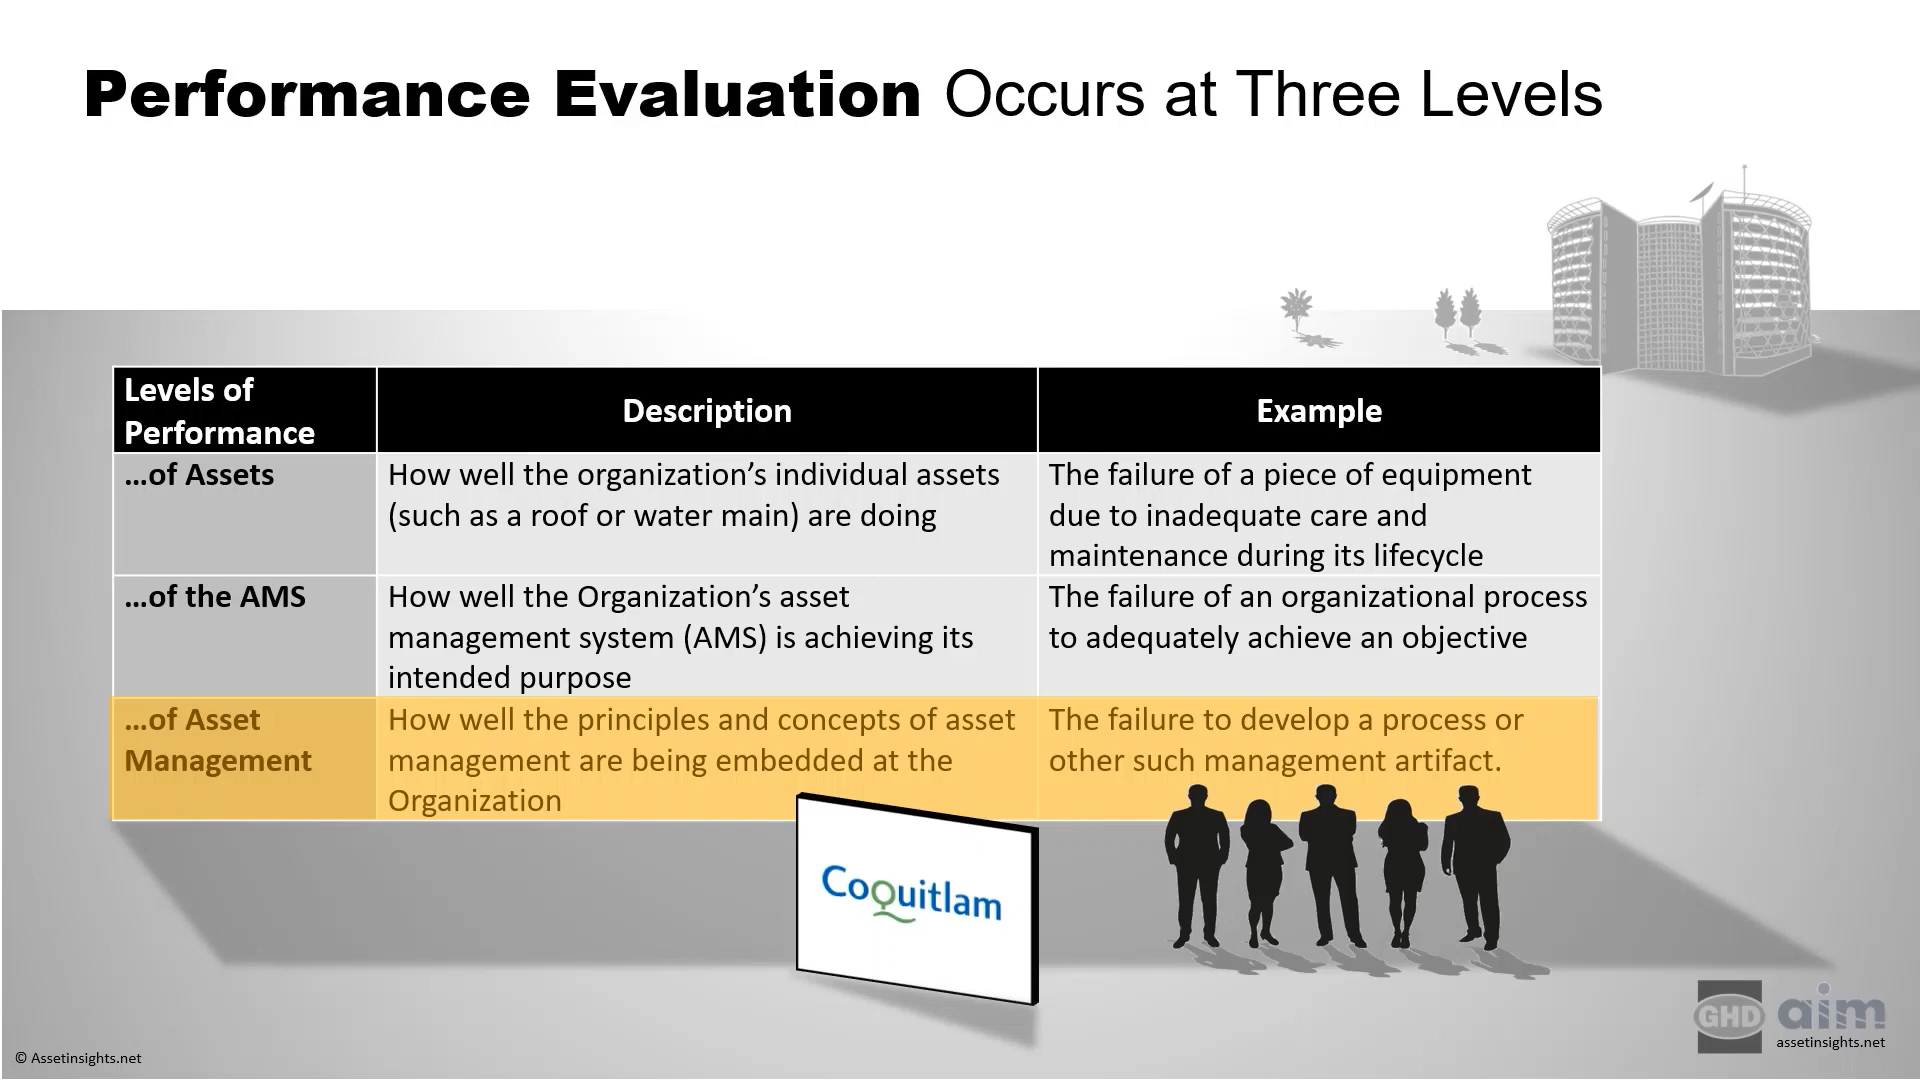 Performance Evaluation Occurs at Three Levels
Levels of
Performance
Description
Example
...of Assets
How well the organization’s individual assets
(such as a roof or water main) are doing
The failure of a piece of equipment
due to inadequate care and
maintenance during its lifecycle
...of the AMS
How well the Organization’s asset
management system (AMS) is achieving its
intended purpose
The failure of an organizational process
to adequately achieve an objective
...of Asset
Management
How well the principles and concepts of asset
management are being embedded at the
Organization
The failure to develop a process or
other such management artifact.
Coquitlam
GHD
aim
assetinsights.net
© Assetinsights.net